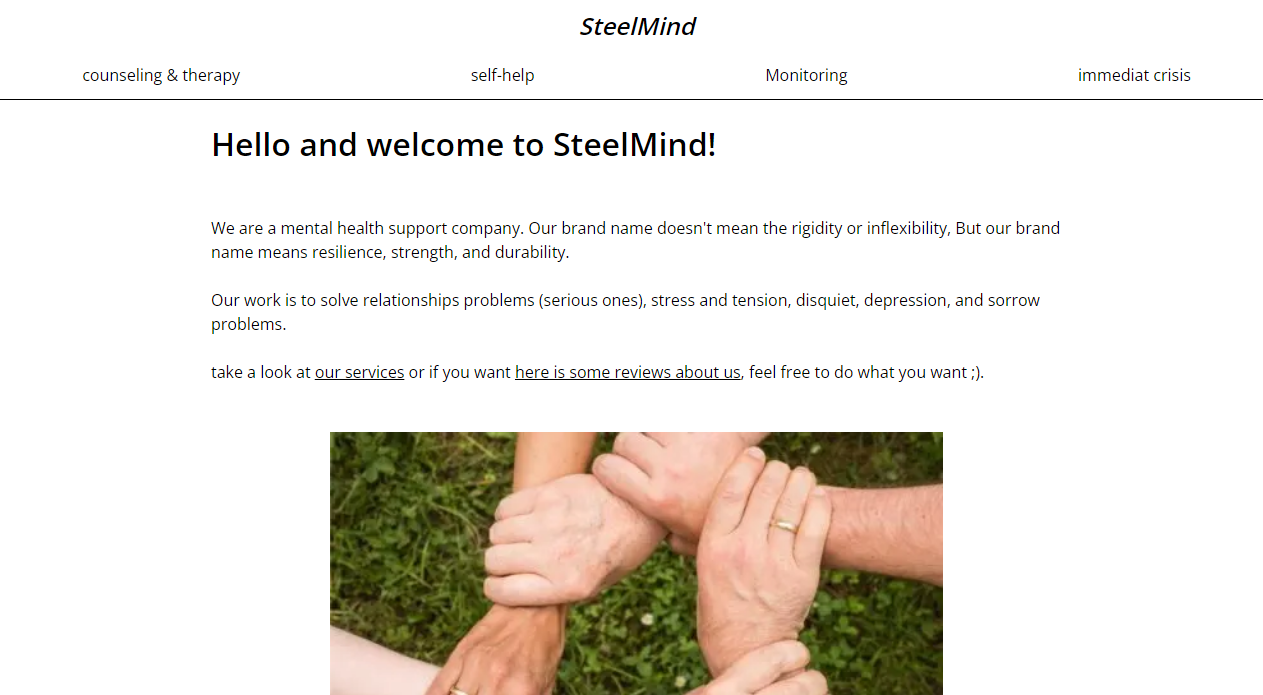 SteelMind
counseling & therapy self-help Monitoring immediat crisis
Hello and welcome to SteelMind!
We are a mental health support company. Our brand name doesn't mean the rigidity or inflexibility, But our brand
name means resilience, strength, and durability.
Our work is to solve relationships problems (serious ones), stress and tension, disquiet, depression, and sorrow
problems.
take a look at our services or if you want here is some reviews about us, feel free to do what you want ;).